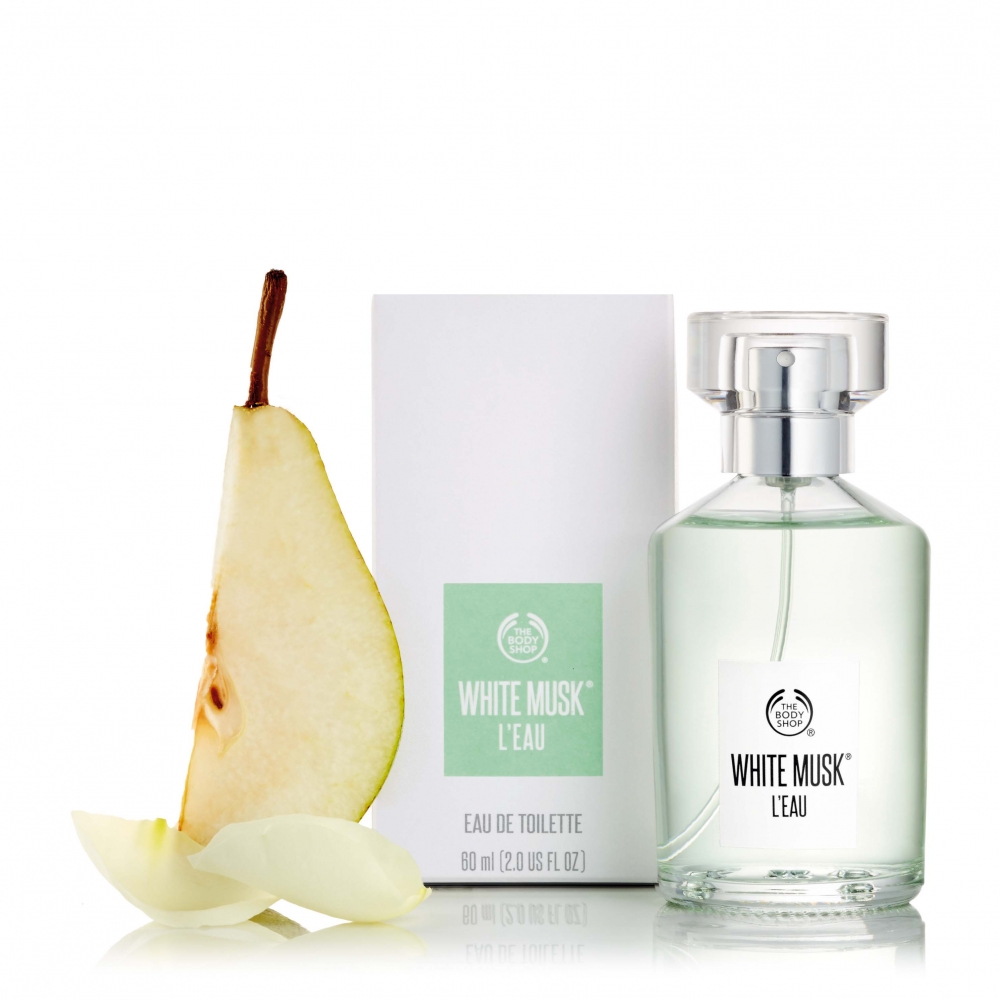 THE
BODY
SHOP®
WHITE MUSK®
L'EAU
EAU DE TOILETTE
60 ml (2.0 US FL OZ)
THE
BODY
SHOP®
WHITE MUSK®
L'EAU